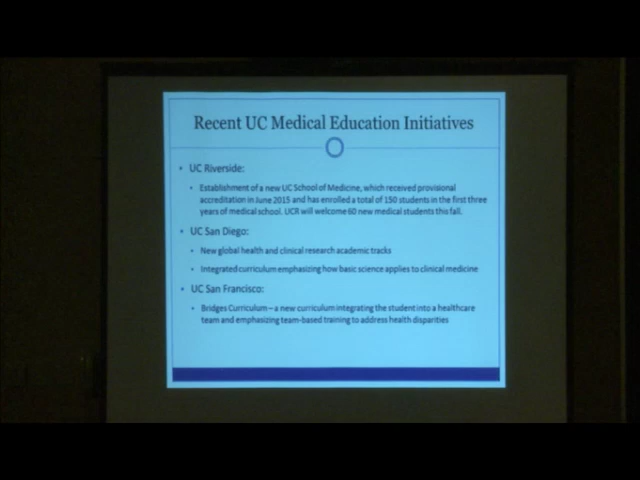 Recent UC Medical Education Initiatives
• UC Riverside:
• Establishment of a new UC School of Medicine, which received provisional
accreditation in June 2015 and has enrolled a total of 150 students in the first three
years of medical school. UCR will welcome 60 new medical students this fall.
• UC San Diego:
• New global health and clinical research academic tracks
• Integrated curriculum emphasizing how basic science applies to clinical medicine
• UC San Francisco:
• Bridges Curriculum – a new curriculum integrating the student into a healthcare
team and emphasizing team-based training to address health disparities